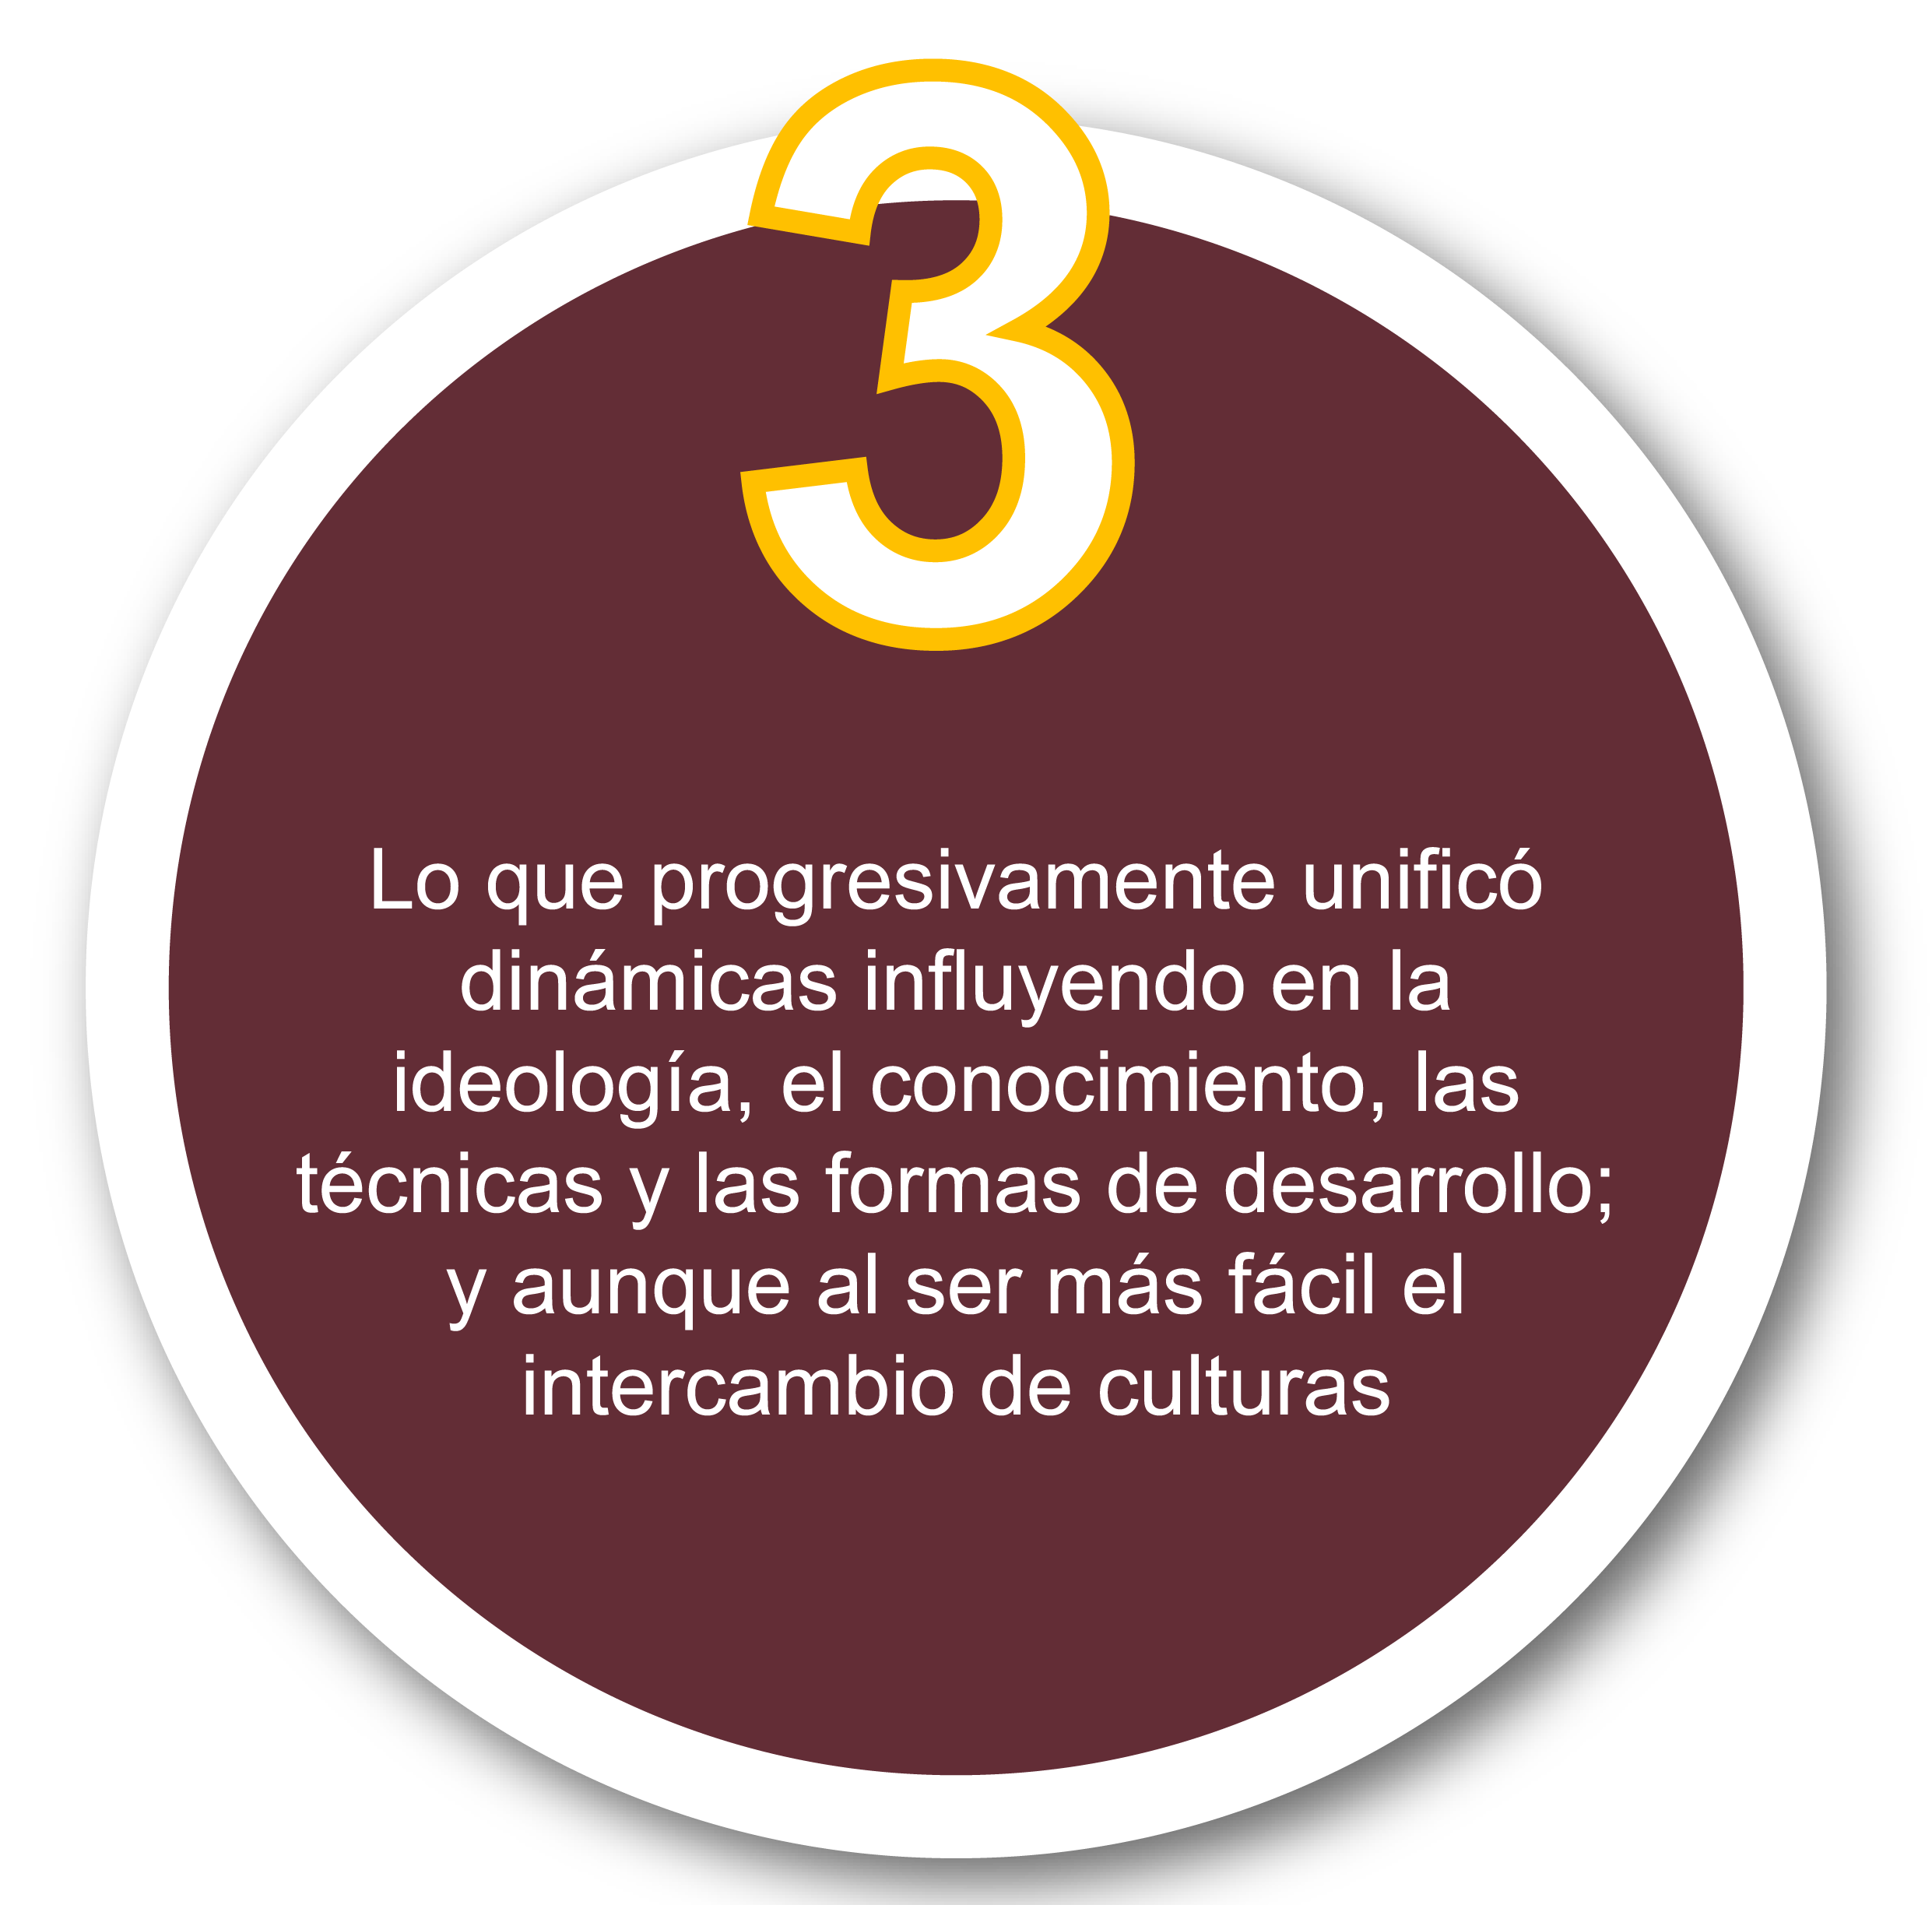 3
Lo que progresivamente unificó
dinámicas influyendo en la
ideología, el conocimiento, las
técnicas y las formas de desarrollo;
y aunque al ser más fácil el
intercambio de culturas